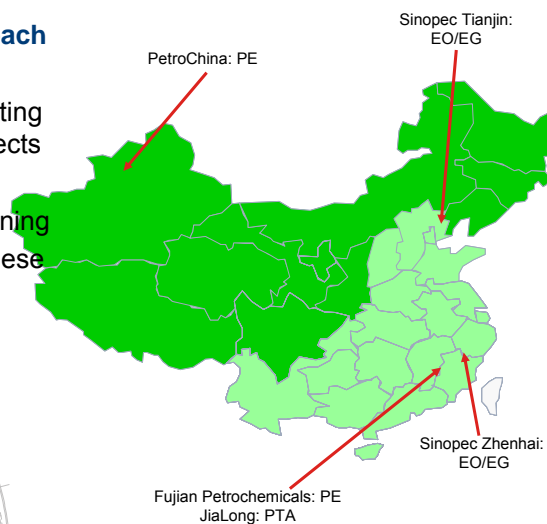 ach
ting
ects
ning
ese
PetroChina: PE
Sinopec Tianjin:
EO/EG
Sinopec Zhenhai:
EO/EG
Fujian Petrochemicals: PE
JiaLong: PTA